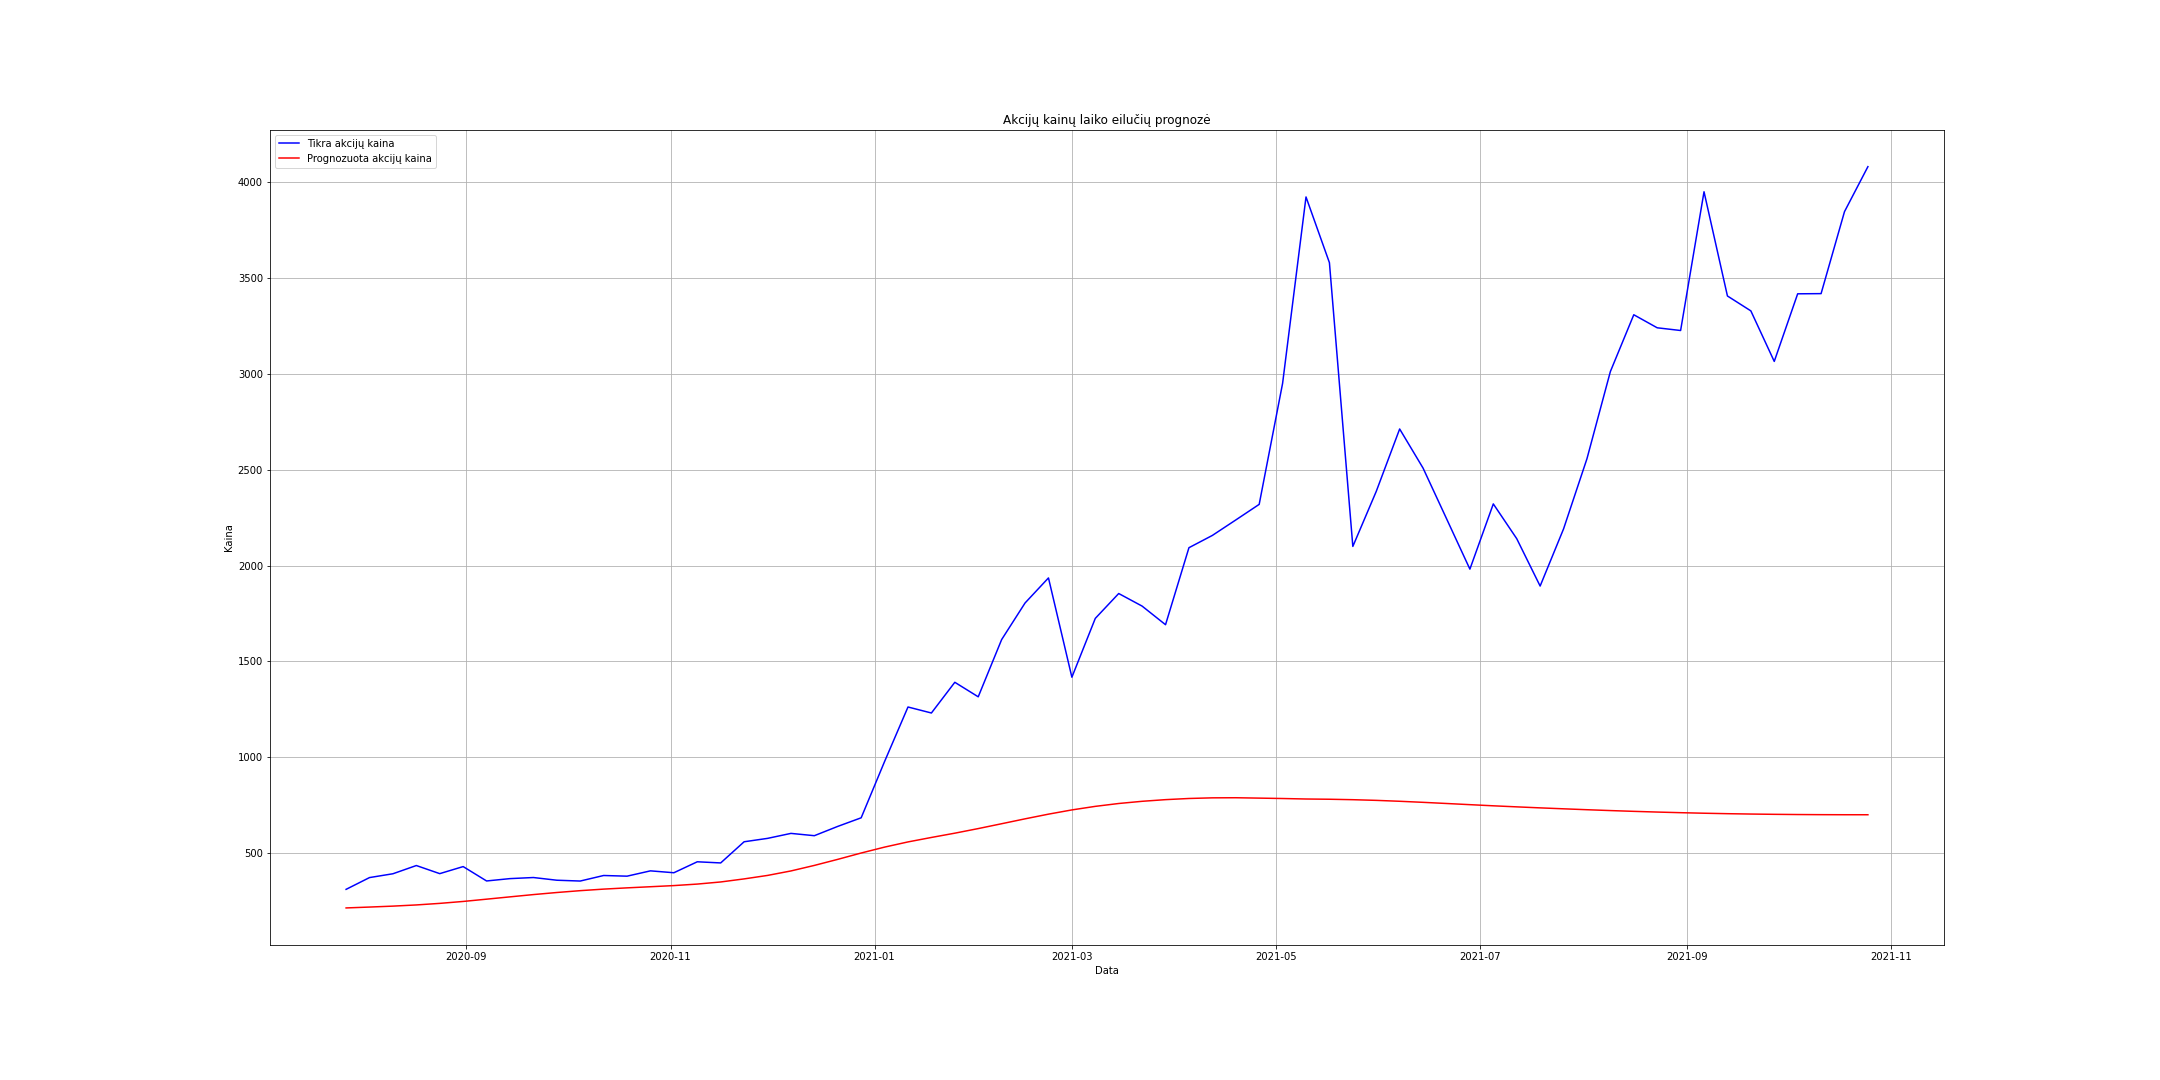 Akcijų kainų laiko eilučių prognozė
Tikra akcijų kaina
Prognozuota akcijų kaina
4000
3500
3000
2500
2000
1500
1000
500
Kaina
2020-09 2020-11 2021-01 2021-03 2021-05 2021-07 2021-09 2021-11
Data